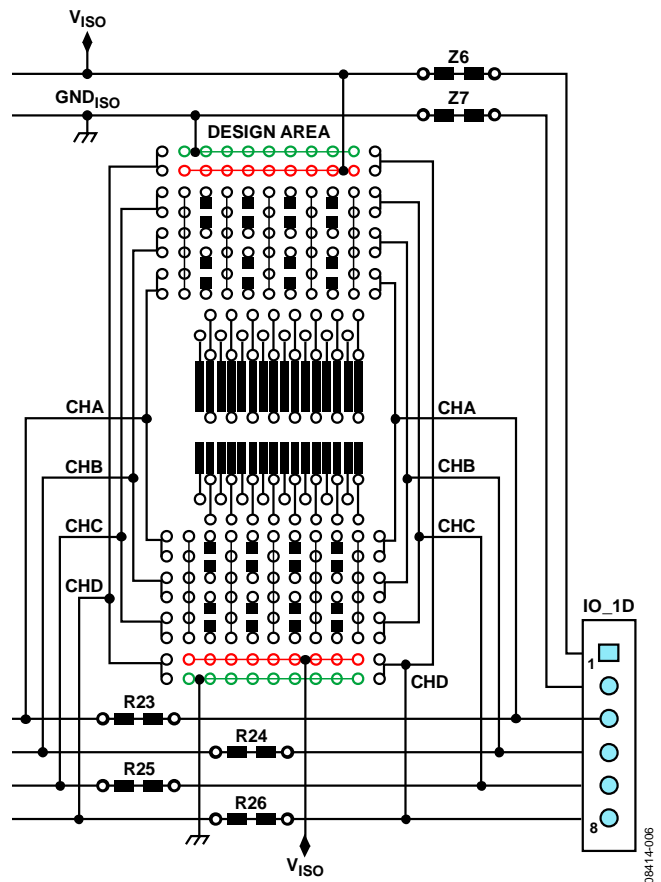 VISO
Z6
GNDISO
Z7
DESIGN AREA
CHA
CHA
CHB
CHB
CHC
CHC
CHD
IO_1D
1
CHD
R23
R24
R25
R26
8
VISO
08414-006